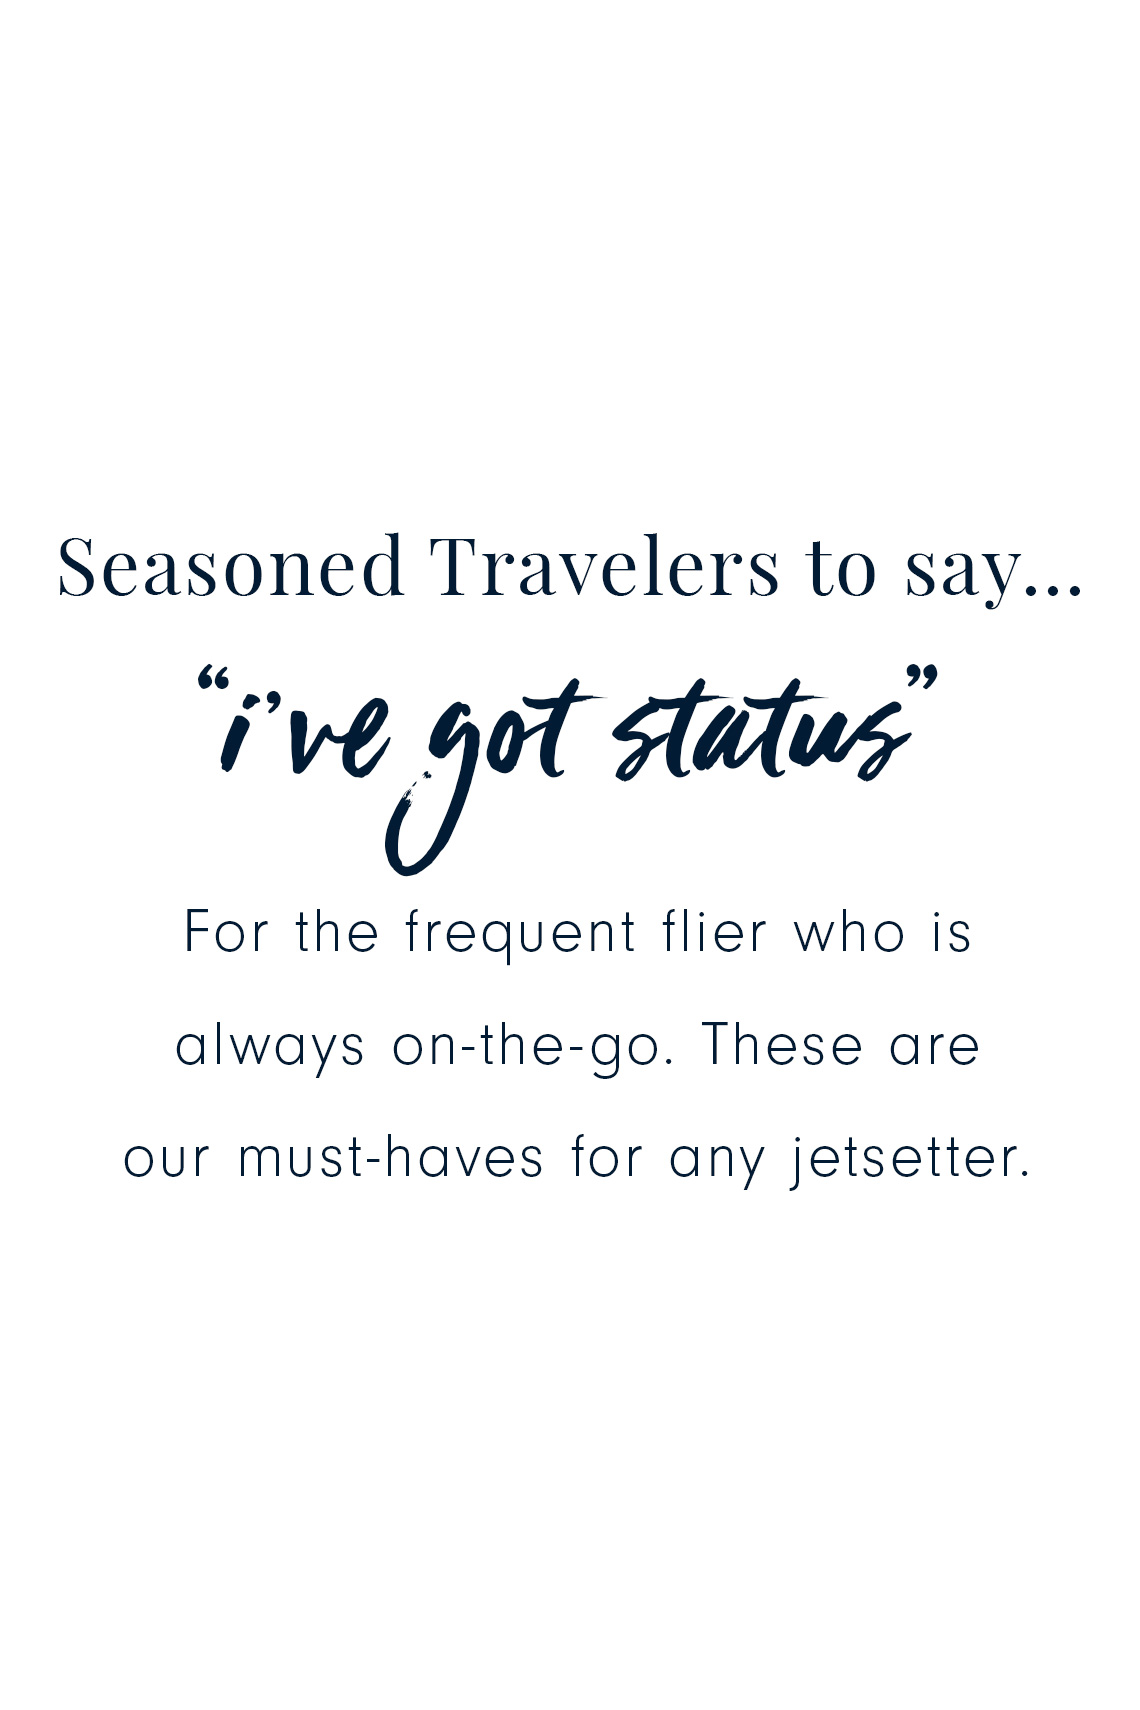 Seasoned Travelers to say...
“i’ve got status”
For the frequent flier who is
always on-the-go. These are
our must-haves for any jetsetter.